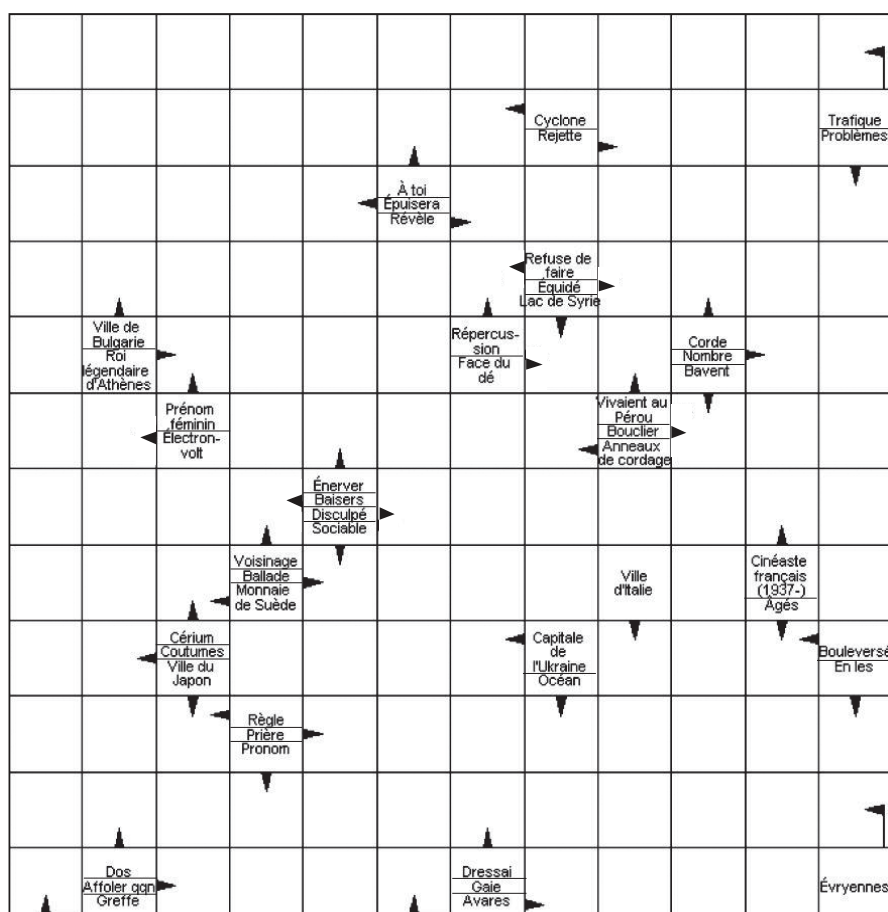 Cyclone
Rejette
Trafique
Problèmes
À toi
Épuisera
Révèle
Refuse de
faire
Équidé
Lac de Syrie
Ville de
Bulgarie
Roi
légendaire
d'Athènes
Répercus-
sion
Face du
dé
Corde
Nombre
Bavent
Prénom
féminin
Électron-
volt
Vivaient au
Pérou
Bouclier
Anneaux
de cordage
Énerver
Baisers
Disculpé
Sociable
Voisinage
Ballade
Monnaie
de Suède
Ville
d'Italie
Cinéaste
français
(1937-)
Âgés
Cérium
Coutumes
Ville du
Japon
Capitale
de
l'Ukraine
Océan
Bouleversé
En les
Règle
Prière
Pronom
Dos
Affoler qqn
Greffe
Dressai
Gaie
Avares
Évryennes